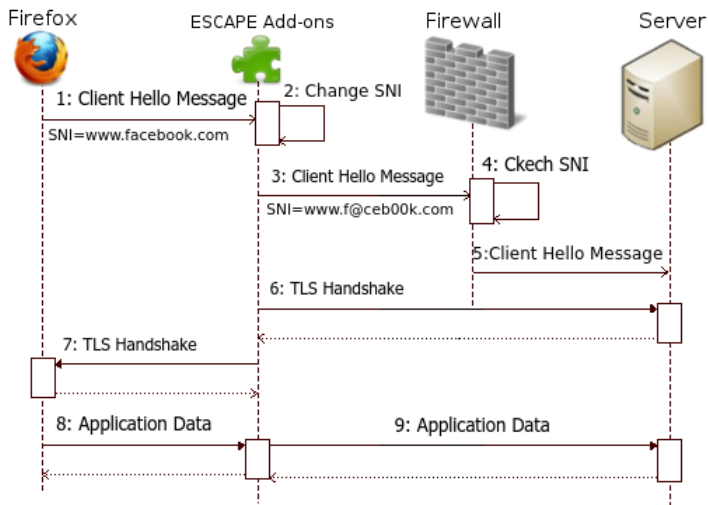 Firefox
ESCAPE Add-ons
Firewall
Server
1: Client Hello Message
2: Change SNI
SNI=www.facebook.com
3: Client Hello Message
4: Ckech SNI
SNI=www.f@ceb00k.com
5:Client Hello Message
6: TLS Handshake
7: TLS Handshake
8: Application Data
9: Application Data